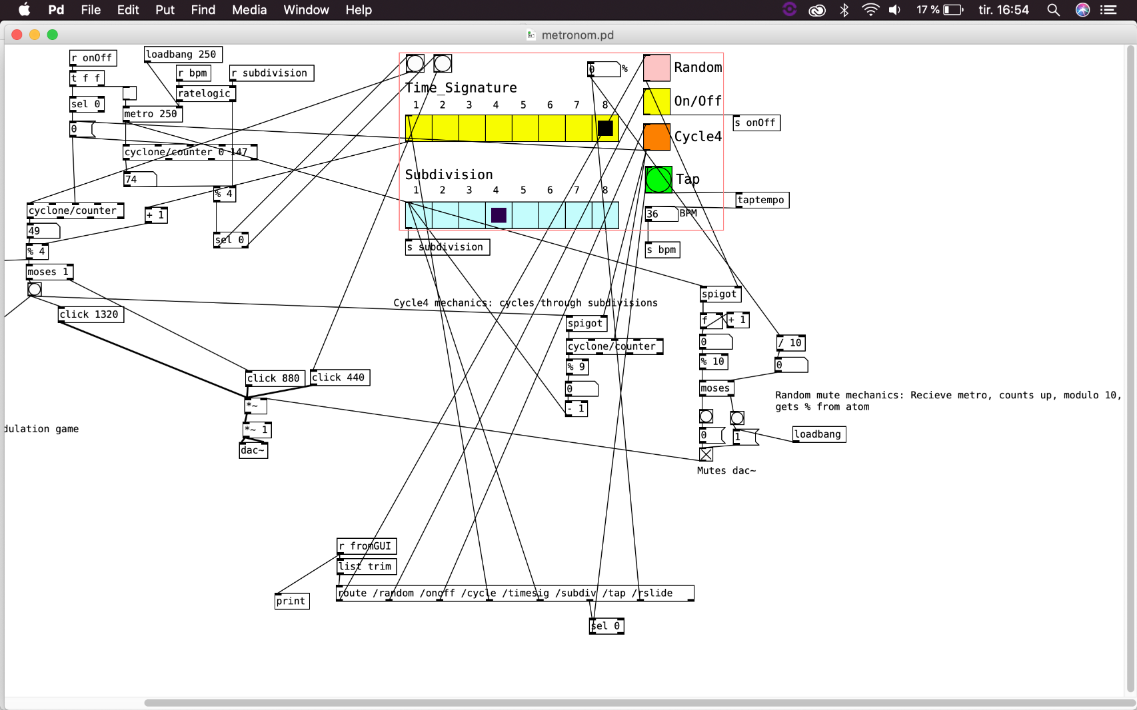 Pd File Edit Put Find Media Window Help
17 % tir. 16:54
metronom.pd
r onOff
loadbang 250
t f f
r bpm
r subdivision
ratelogic
sel 0
metro 250
0
cyclone/counter 0 147
74
% 4
cyclone/counter
+ 1
49
sel 0
% 4
moses 1
click 1320
0 %
Random
Time_Signature
1 2 3 4 5 6 7 8
On/Off
s onOff
Cycle4
Subdivision
1 2 3 4 5 6 7 8
Tap
taptempo
36 BPM
s subdivision
s bpm
Cycle4 mechanics: cycles through subdivisions
spigot
cyclone/counter
% 9
0
- 1
spigot
f
+ 1
0
% 10
moses
/ 10
0
Random mute mechanics: Recieve metro, counts up, modulo 10,
gets % from atom
0
1
loadbang
Mutes dac~
click 880
click 440
*~
*~ 1
dac~
dulation game
r fromGUI
list trim
route /random /onoff /cycle /timesig /subdiv /tap /rslide
print
sel 0